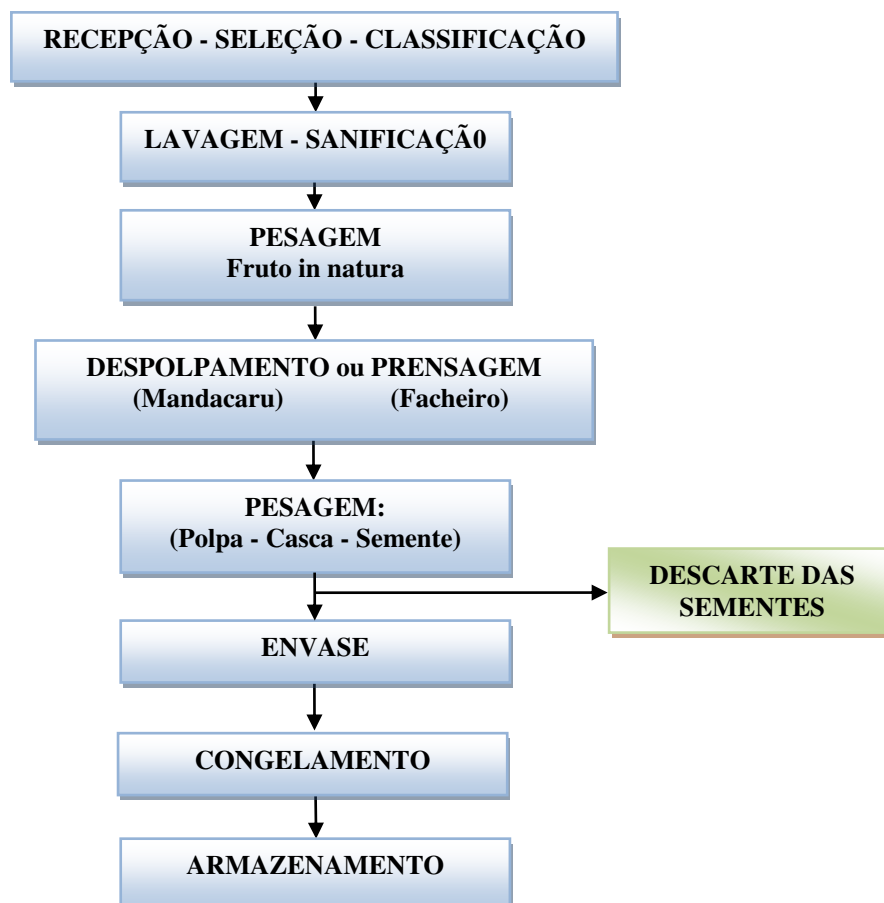 RECEPÇÃO - SELEÇÃO - CLASSIFICAÇÃO
LAVAGEM - SANIFICAÇÃ0
PESAGEM
Fruto in natura
DESPOLPAMENTO ou PRENSAGEM
(Mandacaru) (Facheiro)
PESAGEM:
(Polpa - Casca - Semente)
DESCARTE DAS
SEMENTES
ENVASE
CONGELAMENTO
ARMAZENAMENTO